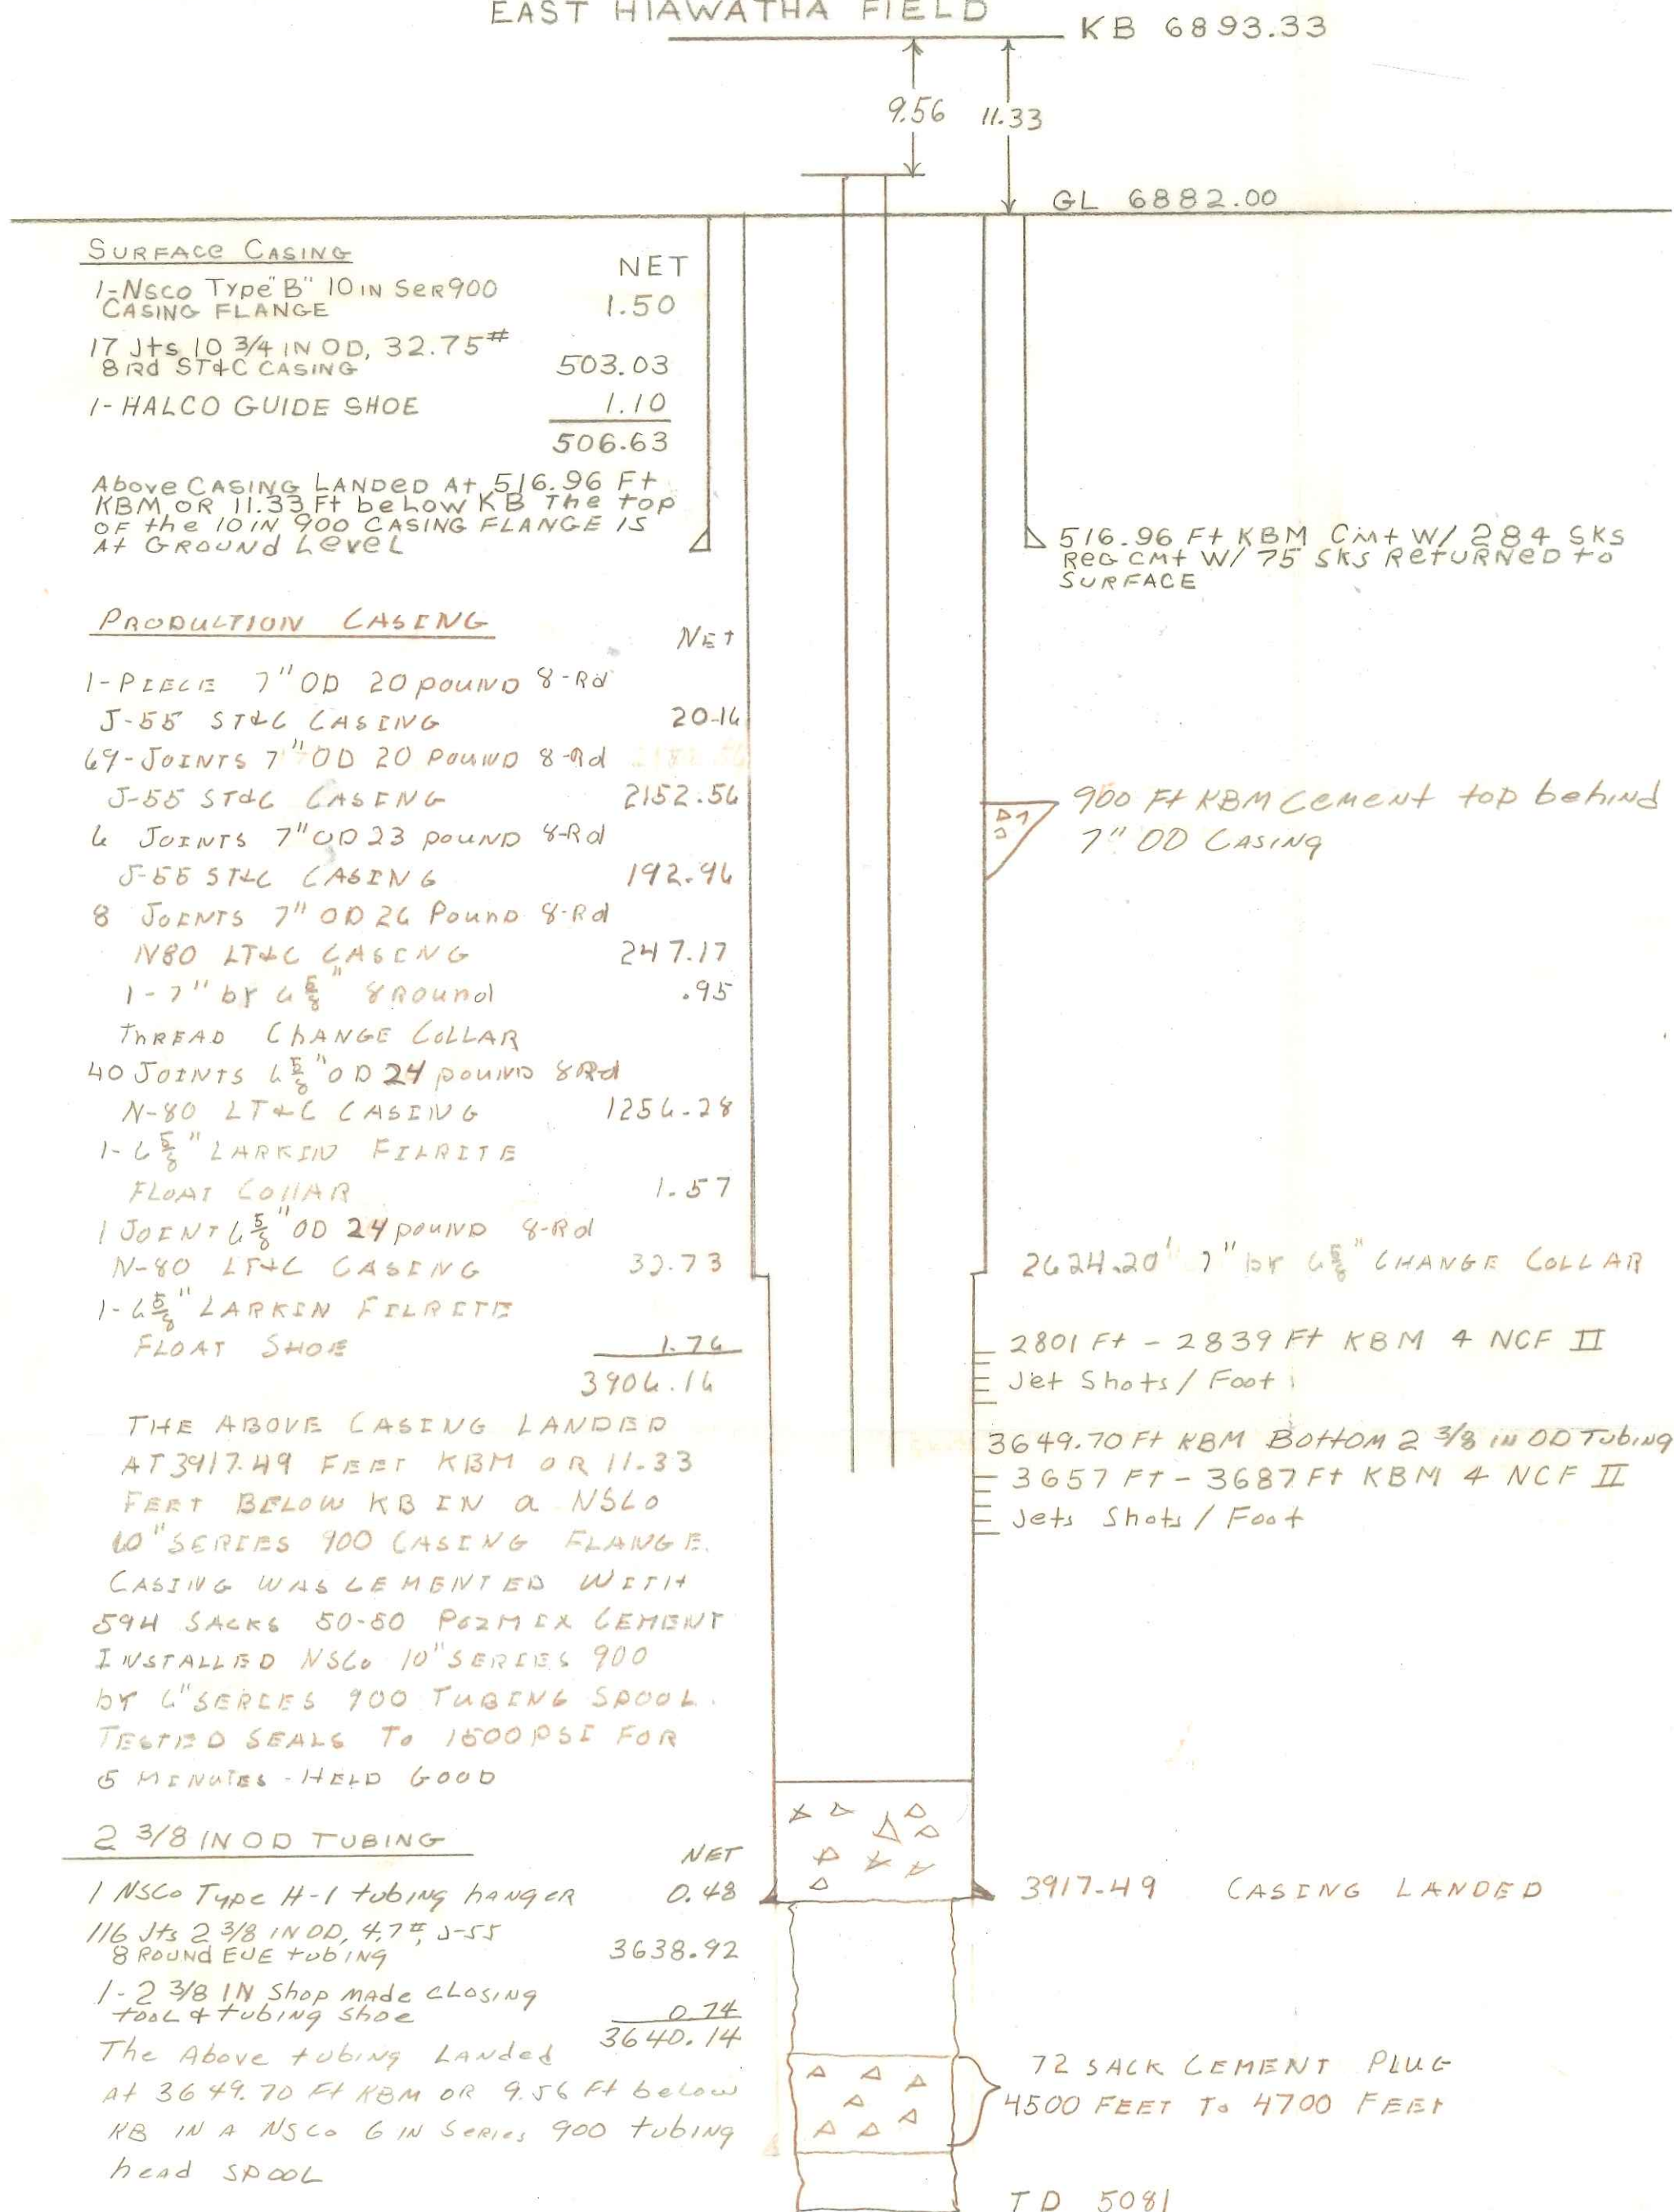 EAST HIAWATHA FIELD
KB 6893.33
9.56 11.33
GL 6882.00
SURFACE CASING
NET
1-NSCO Type "B" 10 IN SER 900
CASING FLANGE 1.50
17 Jts 10 3/4 IN OD, 32.75#
8 Rd ST&C CASING 503.03
1-HALCO GUIDE SHOE 1.10
506.63
Above CASING LANDED At 516.96 Ft
KBM OR 11.33 Ft below KB The top
OF the 10 IN 900 CASING FLANGE IS
At GROUND LEVEL
516.96 Ft KBM Cmt W/ 284 SKS
REG CMT W/ 75 SKS RETURNED to
SURFACE
PRODULTION CASING
NET
1-PIECE 7" OD 20 POUND 8-Rd
J-55 ST&C CASING 20.16
69-JOINTS 7" OD 20 POUND 8-Rd
J-55 ST&C CASING 2152.56
6 JOINTS 7" OD 23 POUND 8-Rd
J-55 ST&C CASING 192.96
8 JOINTS 7" OD 26 POUND 8-Rd
N80 LT&C CASING 247.17
1-7" by 6 5/8" 8 Round .95
THREAD CHANGE COLLAR
40 JOINTS 6 5/8" OD 24 POUND 8Rd
N-80 LT&C CASING 1256.28
1-6 5/8" LARKIN FILRITE
FLOAT COllAR 1.57
1 JOINT 6 5/8" OD 24 POUND 8-Rd
N-80 LT&C CASING 32.73
1-6 5/8" LARKIN FILRITE
FLOAT SHOE 1.76
3906.16
THE ABOVE CASING LANDED
AT 3917.49 FEET KBM OR 11.33
FEET BELOW KB IN a NSCO
10" SERIES 900 CASING FLANGE.
CASING WAS CEMENTED WITH
594 SACKS 50-50 POZMIX CEMENT
INSTALLED NSCo 10" SERIES 900
by 6" SERIES 900 TUBING SPOOL.
TESTED SEALS To 1500 PSI FOR
5 MINUTES - HELD GOOD
900 Ft KBM Cement top behind
7" OD CASING
2624.20' 7" by 6 5/8" CHANGE COLLAR
2801 Ft - 2839 Ft KBM 4 NCF II
Jet Shots / Foot
3649.70 Ft KBM Bottom 2 3/8 IN OD Tubing
3657 FT - 3687 Ft KBM 4 NCF II
Jets Shots / Foot
2 3/8 IN OD TUBING
NET
1 NSCo Type H-1 tubing hanger 0.48
116 Jts 2 3/8 IN OD, 4.7#, J-55
8 ROUND EUE tubing 3638.92
1-2 3/8 IN Shop made closing
tool & tubing shoe 0.74
3640.14
The Above tubing Landed
At 3649.70 Ft KBM OR 9.56 Ft below
KB IN A NSCo 6 IN Series 900 tubing
head SPOOL
3917.49 CASING LANDED
72 SACK CEMENT PLUG
4500 FEET To 4700 FEET
TD 5081